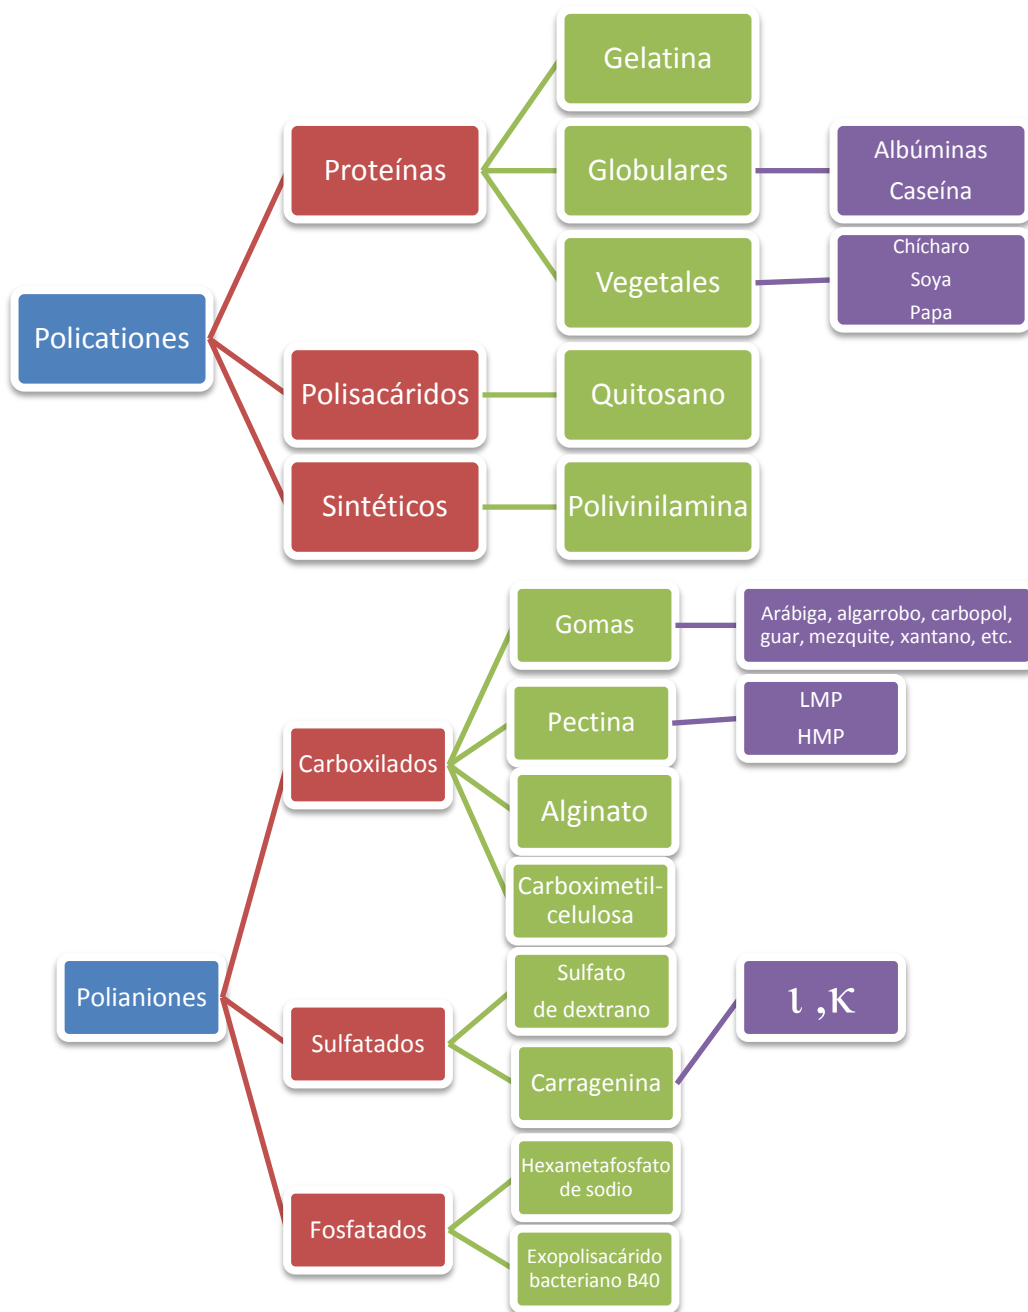 Policationes
Proteínas
Gelatina
Globulares
Albúminas
Caseína
Vegetales
Chícharo
Soya
Papa
Polisacáridos
Quitosano
Sintéticos
Polivinilamina
Polianiones
Carboxilados
Gomas
Arábiga, algarrobo, carbopol,
guar, mezquite, xantano, etc.
Pectina
LMP
HMP
Alginato
Carboximetil-
celulosa
Sulfatados
Sulfato
de dextrano
Carragenina
ι ,κ
Fosfatados
Hexametafosfato
de sodio
Exopolisacárido
bacteriano B40